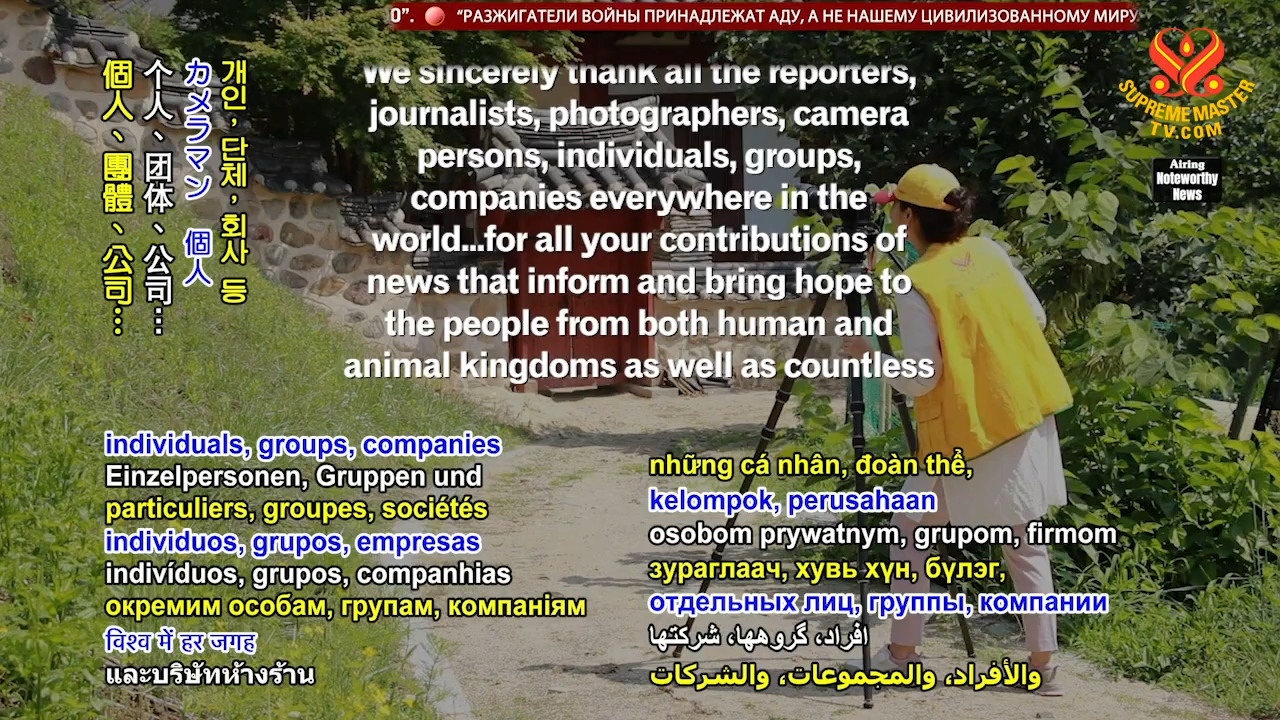 0”. “РАЗЖИГАТЕЛИ ВОЙНЫ ПРИНАДЛЕЖАТ АДУ, А НЕ НАШЕМУ ЦИВИЛИЗОВАННОМУ МИРУ
SUPREME MASTER
TV.COM
Airing
Noteworthy
News
개인, 단체, 회사 등
カメラマン 個人
个人、团体、公司…
個人、團體、公司…
We sincerely thank all the reporters,
journalists, photographers, camera
persons, individuals, groups,
companies everywhere in the
world...for all your contributions of
news that inform and bring hope to
the people from both human and
animal kingdoms as well as countless
individuals, groups, companies
Einzelpersonen, Gruppen und
particuliers, groupes, sociétés
individuos, grupos, empresas
indivíduos, grupos, companhias
окремим особам, групам, компаніям
विश्व में हर जगह
และบริษัทห้างร้าน
những cá nhân, đoàn thể,
kelompok, perusahaan
osobom prywatnym, grupom, firmom
зураглаач, хувь хүн, бүлэг,
отдельных лиц, группы, компании
افراد، گروهها، شرکتها
والأفراد، والمجموعات، والشركات